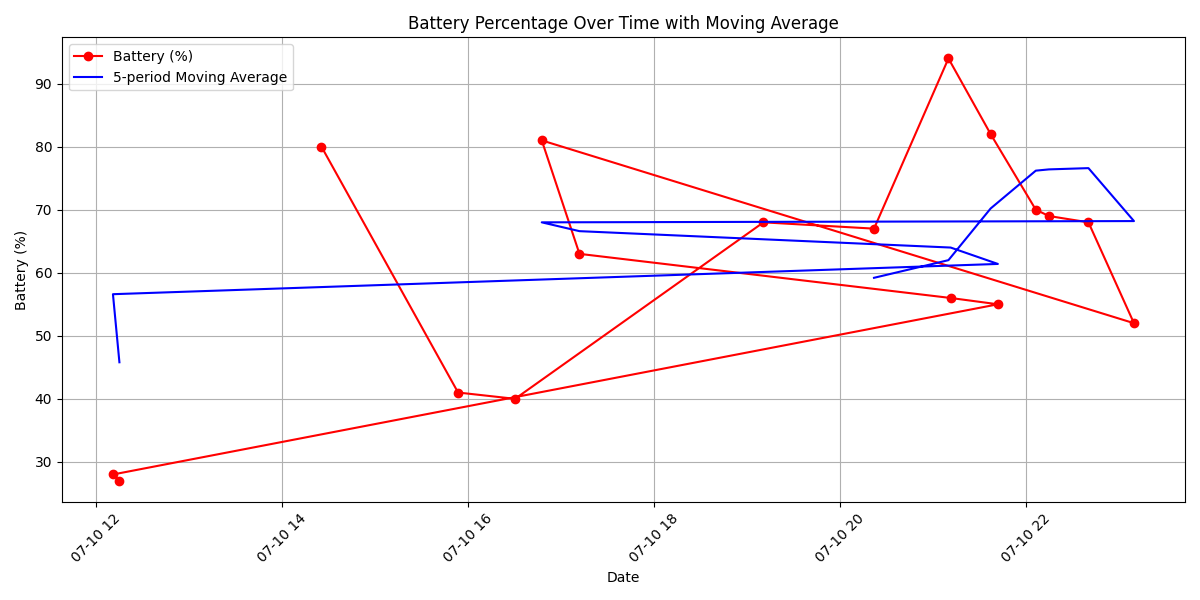 Battery Percentage Over Time with Moving Average
Battery (%)
5-period Moving Average
Battery (%)
90
80
70
60
50
40
30
07-10 12
07-10 14
07-10 16
07-10 18
07-10 20
07-10 22
Date